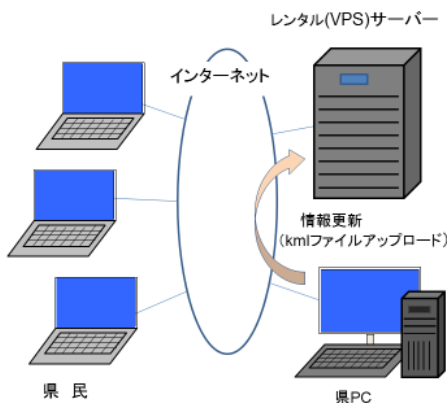 レンタル(VPS)サーバー
インターネット
情報更新
(kmlファイルアップロード)
県 民
県PC